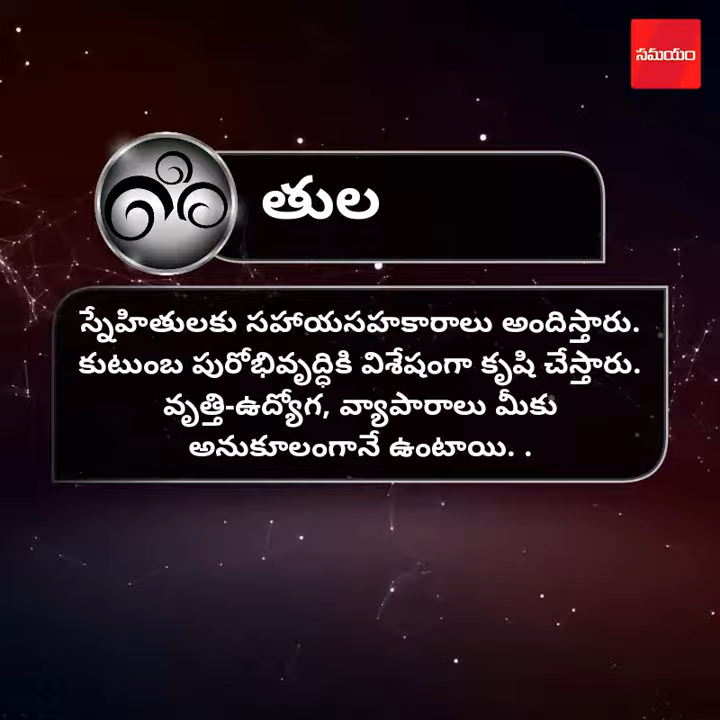 సమయం
తుల
స్నేహితులకు సహాయసహకారాలు అందిస్తారు.
కుటుంబ పురోభివృద్ధికి విశేషంగా కృషి చేస్తారు.
వృత్తి-ఉద్యోగ, వ్యాపారాలు మీకు
అనుకూలంగానే ఉంటాయి. .